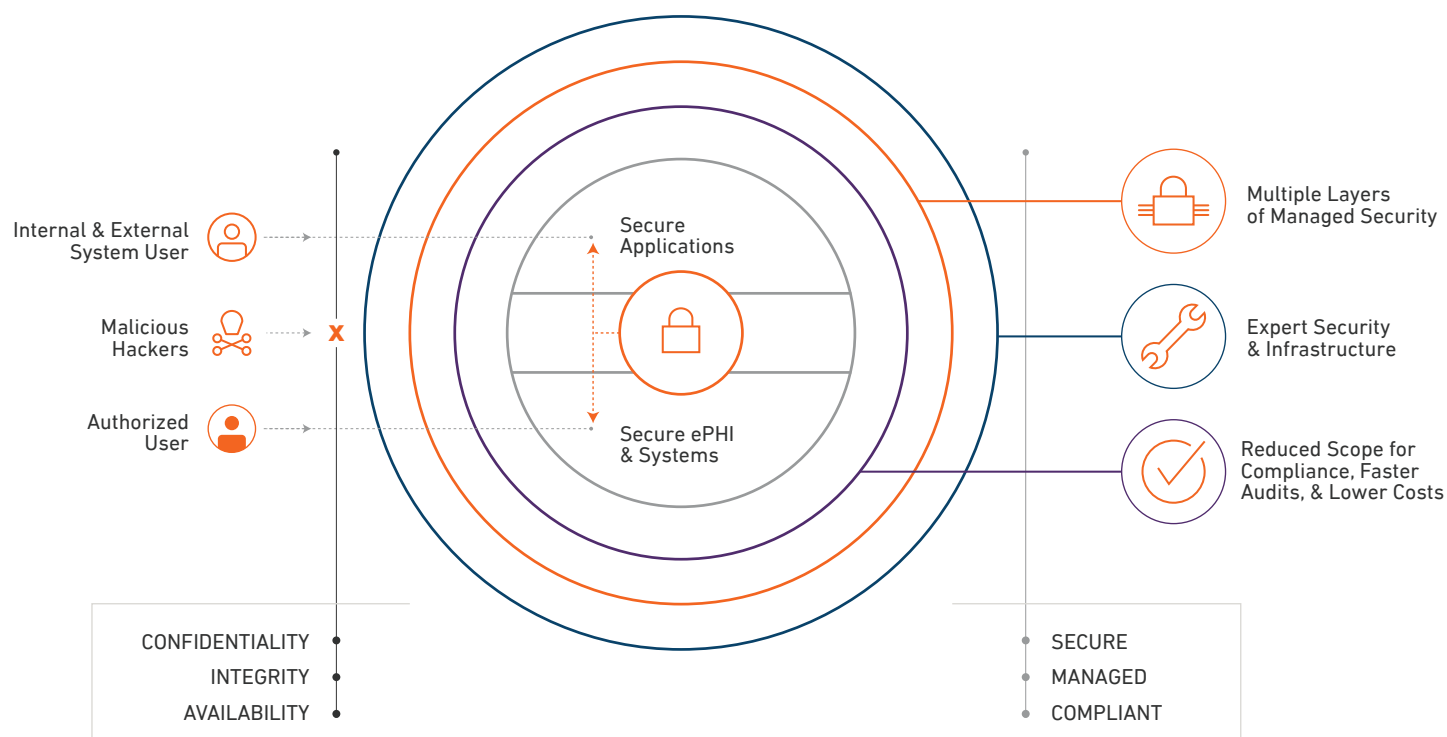 Internal & External
System User
Malicious
Hackers
X
Authorized
User
Secure
Applications
Secure ePHI
& Systems
Multiple Layers
of Managed Security
Expert Security
& Infrastructure
Reduced Scope for
Compliance, Faster
Audits, & Lower Costs
CONFIDENTIALITY
INTEGRITY
AVAILABILITY
SECURE
MANAGED
COMPLIANT